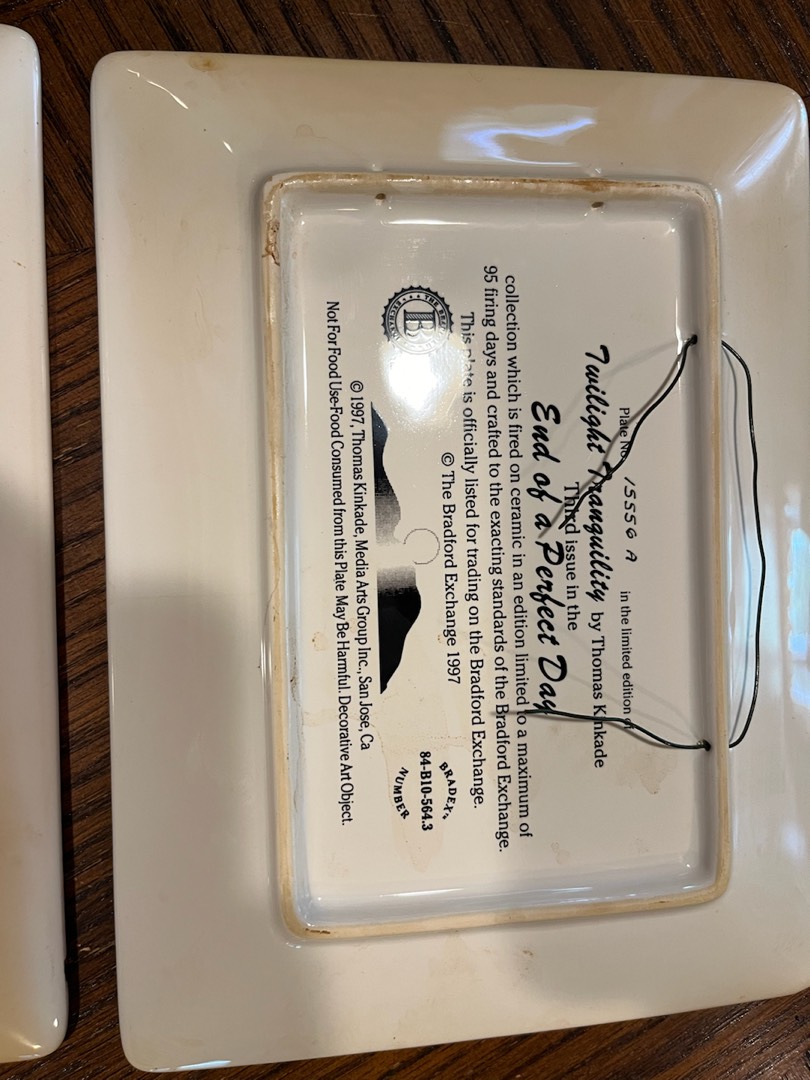 Plate No. 15556 A in the limited edition of
Twilight Tranquility by Thomas Kinkade
Third issue in the
End of a Perfect Day
collection which is fired on ceramic in an edition limited to a maximum of
95 firing days and crafted to the exacting standards of the Bradford Exchange.
This plate is officially listed for trading on the Bradford Exchange.
© The Bradford Exchange 1997
B
BRADEX
84-B10-564.3
NUMBER
© 1997, Thomas Kinkade, Media Arts Group Inc., San Jose, Ca
Not For Food Use-Food Consumed from this Plate May Be Harmful. Decorative Art Object.